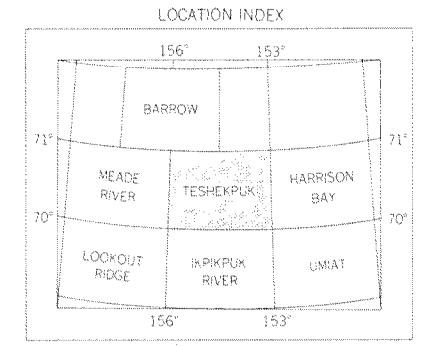 LOCATION INDEX
156° 153°
BARROW
71° 71°
MEADE RIVER
TESHEKPUK
HARRISON BAY
70° 70°
LOOKOUT RIDGE
IKPIKPUK RIVER
UMIAT
156° 153°